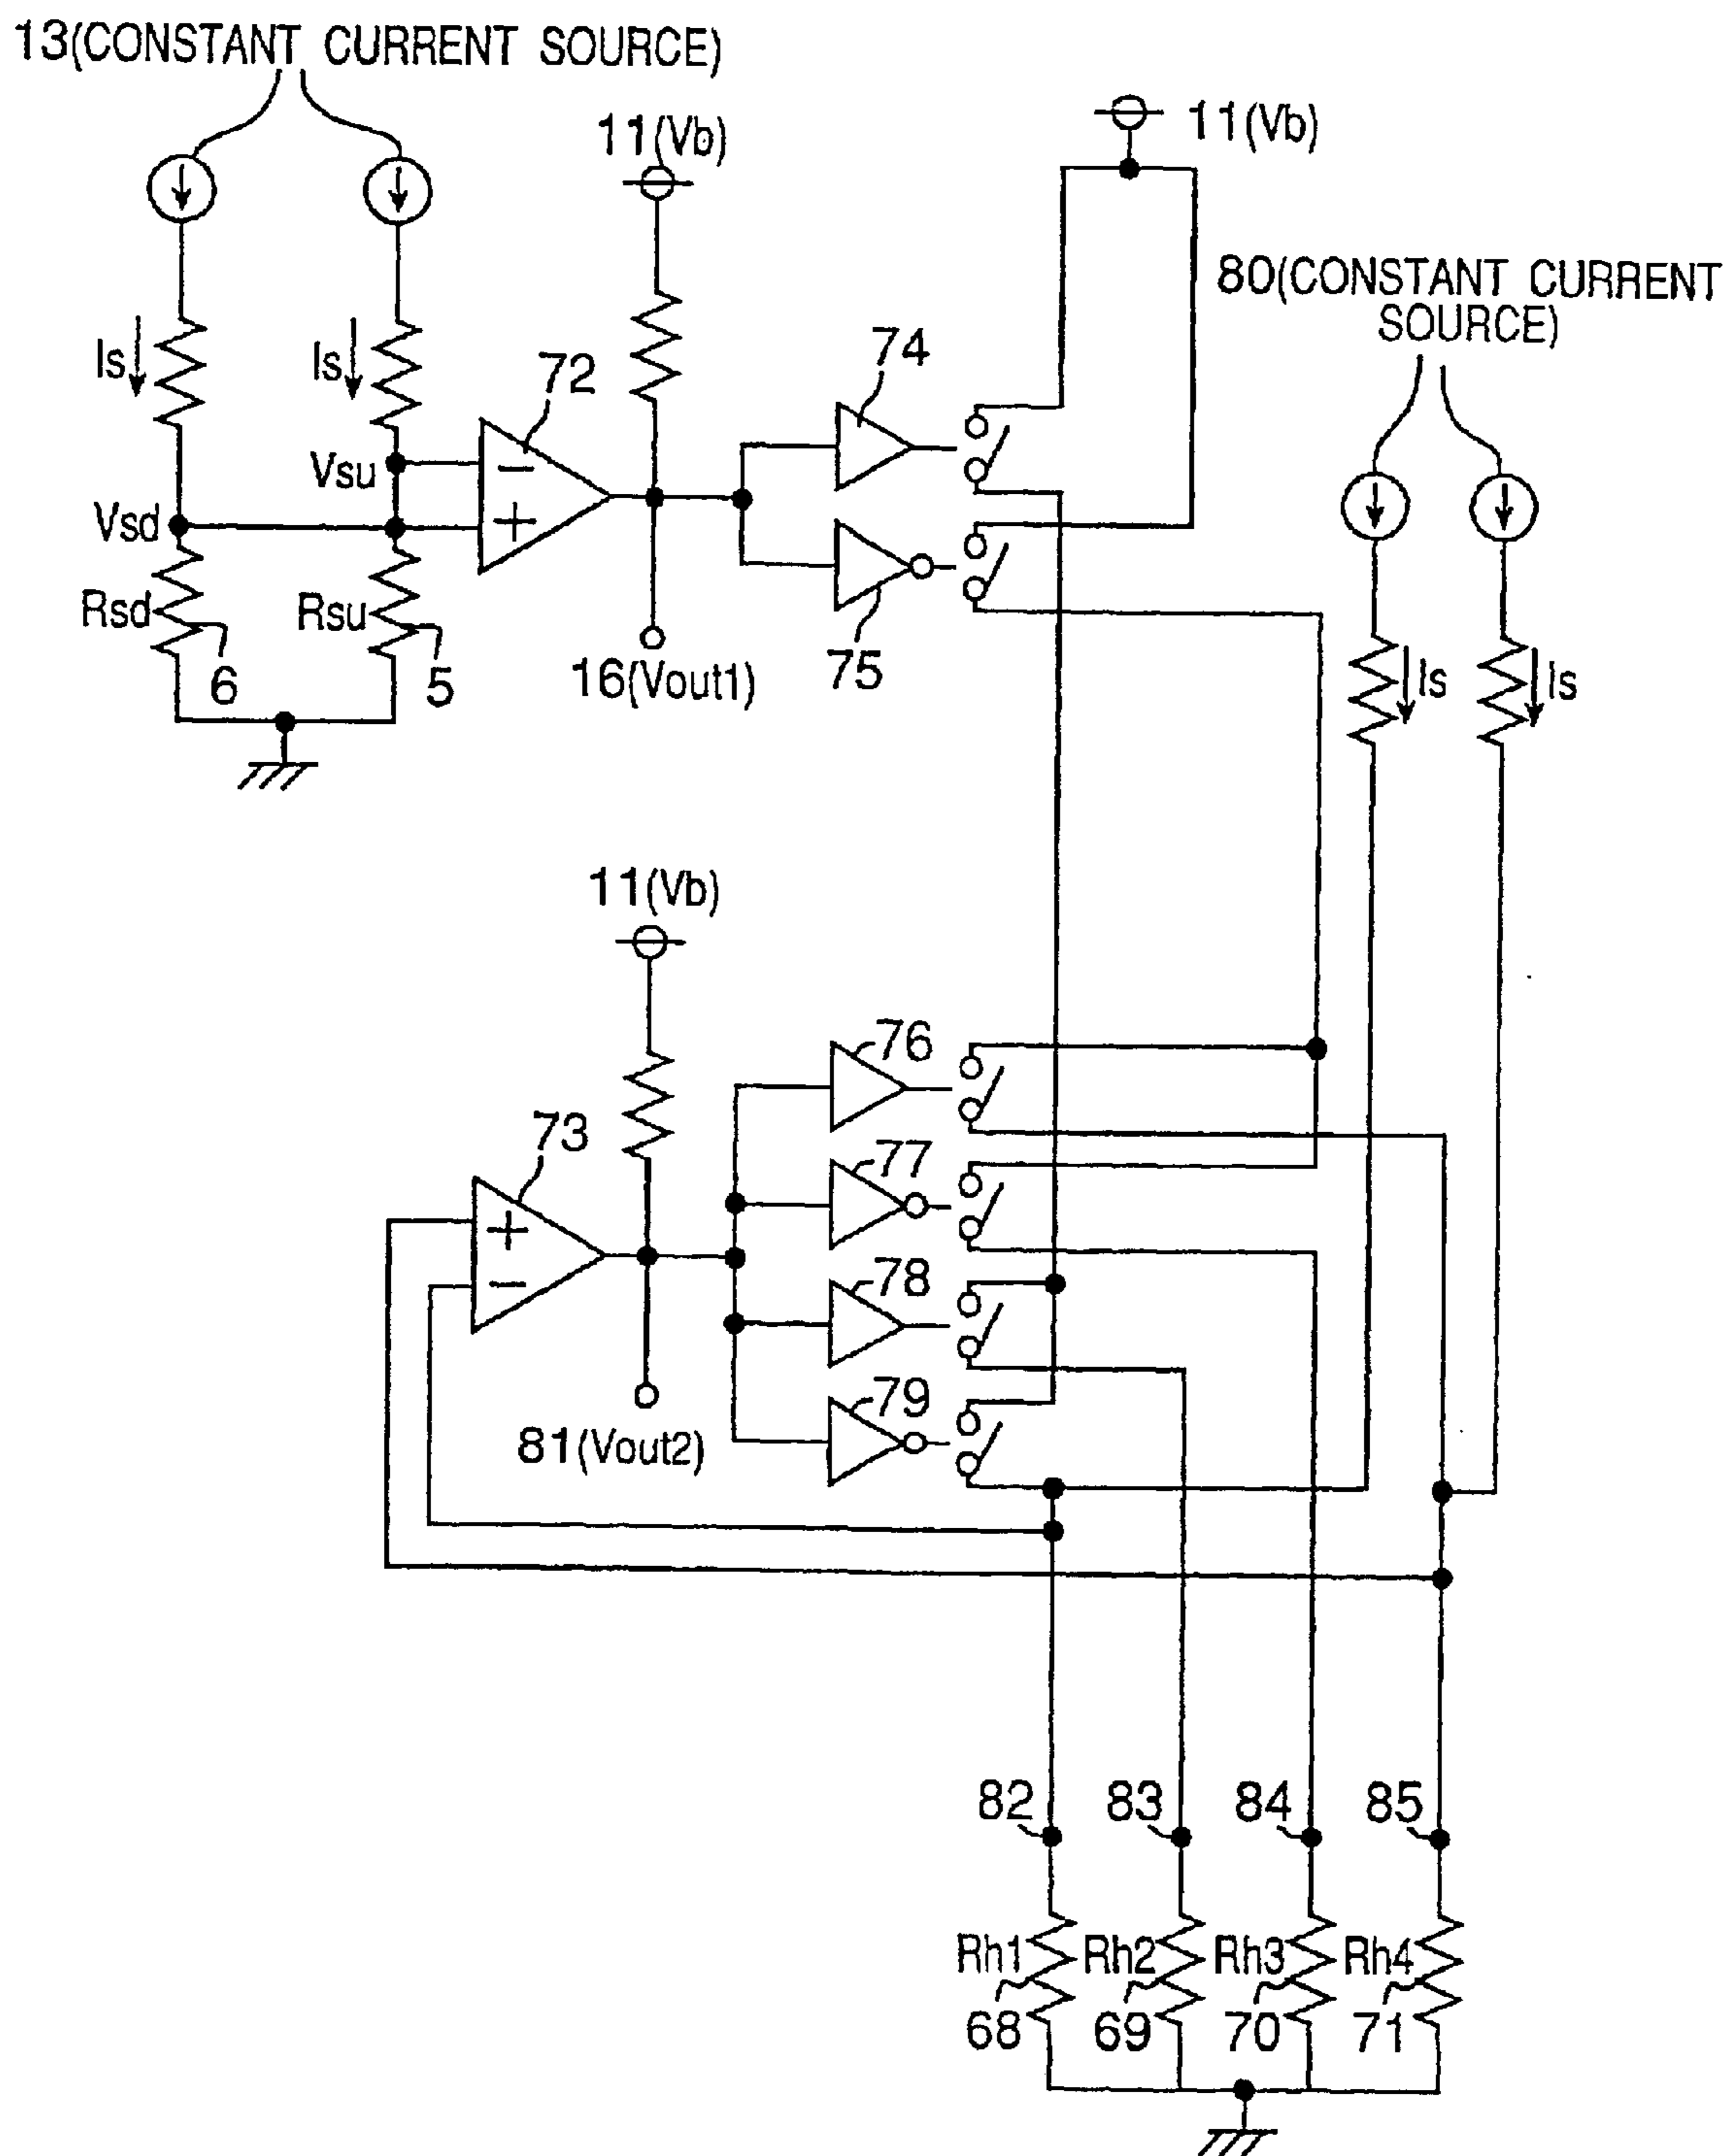 13(CONSTANT CURRENT SOURCE)
11(Vb)
11(Vb)
80(CONSTANT CURRENT
SOURCE)
Is
Is
72
74
Vsu
−
Vsd
+
Rsd
Rsu
6
5
16(Vout1)
75
Is
Is
11(Vb)
76
73
77
+
−
78
79
81(Vout2)
82
83
84
85
Rh1
Rh2
Rh3
Rh4
68
69
70
71